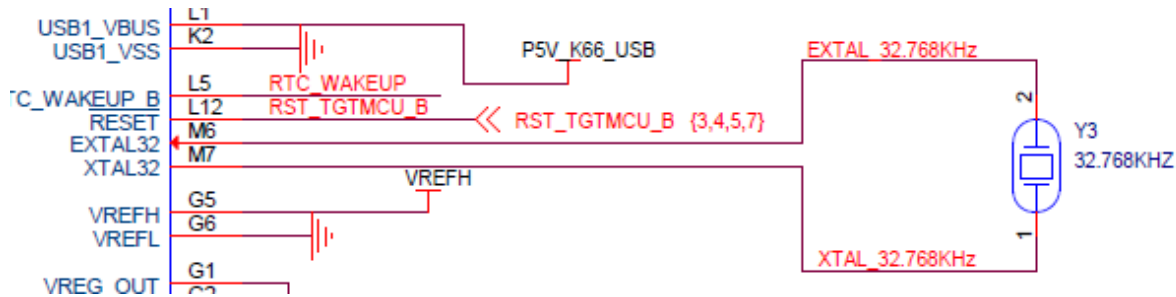 L1
USB1_VBUS
K2
USB1_VSS
P5V_K66_USB
EXTAL_32.768KHz
L5
RTC_WAKEUP
TC_WAKEUP_B
L12
RST_TGTMCU_B
RESET
RST_TGTMCU_B {3,4,5,7}
M6
EXTAL32
M7
XTAL32
2
Y3
32.768KHZ
1
VREFH
G5
VREFH
G6
VREFL
XTAL_32.768KHz
G1
VREG_OUT
G2